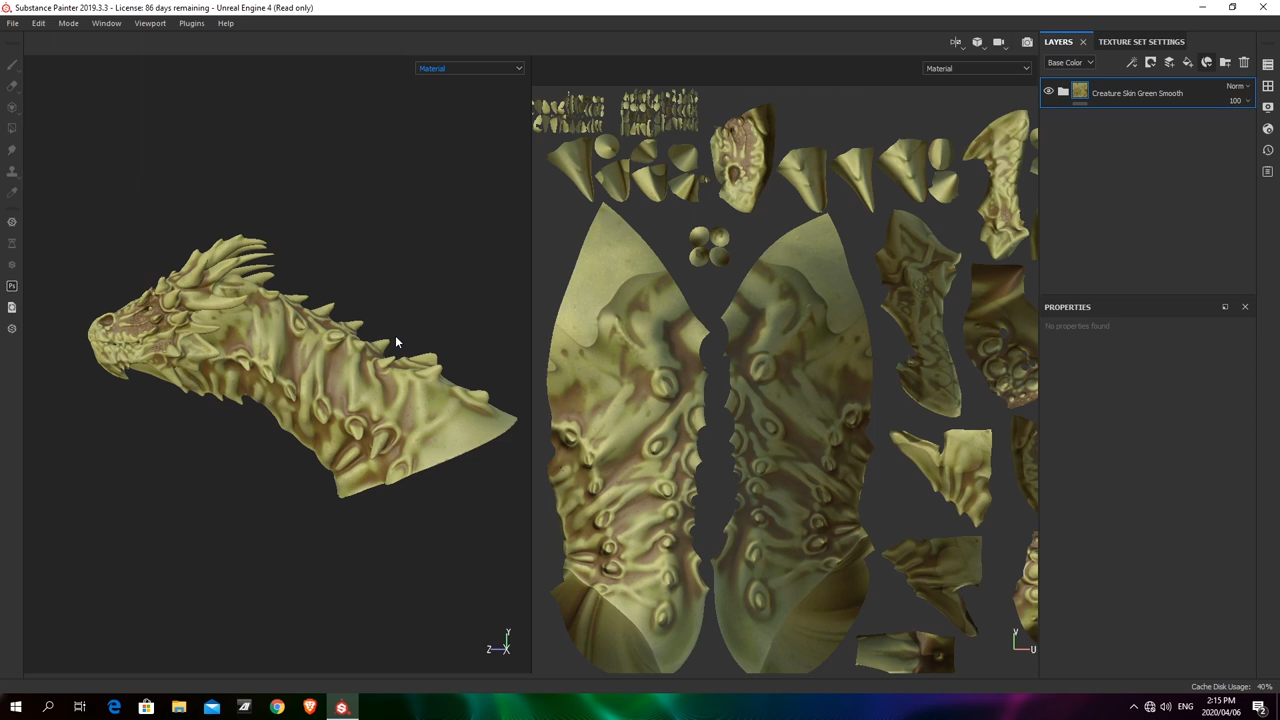 Substance Painter 2019.3.3 - License: 86 days remaining - Unreal Engine 4 (Read only)
File Edit Mode Window Viewport Plugins Help
LAYERS TEXTURE SET SETTINGS
Material
Material
Base Color
Creature Skin Green Smooth
Norm
100
PROPERTIES
No properties found
Y
Z X
V
U
Cache Disk Usage: 40%
ENG
2:15 PM
2020/04/06
2